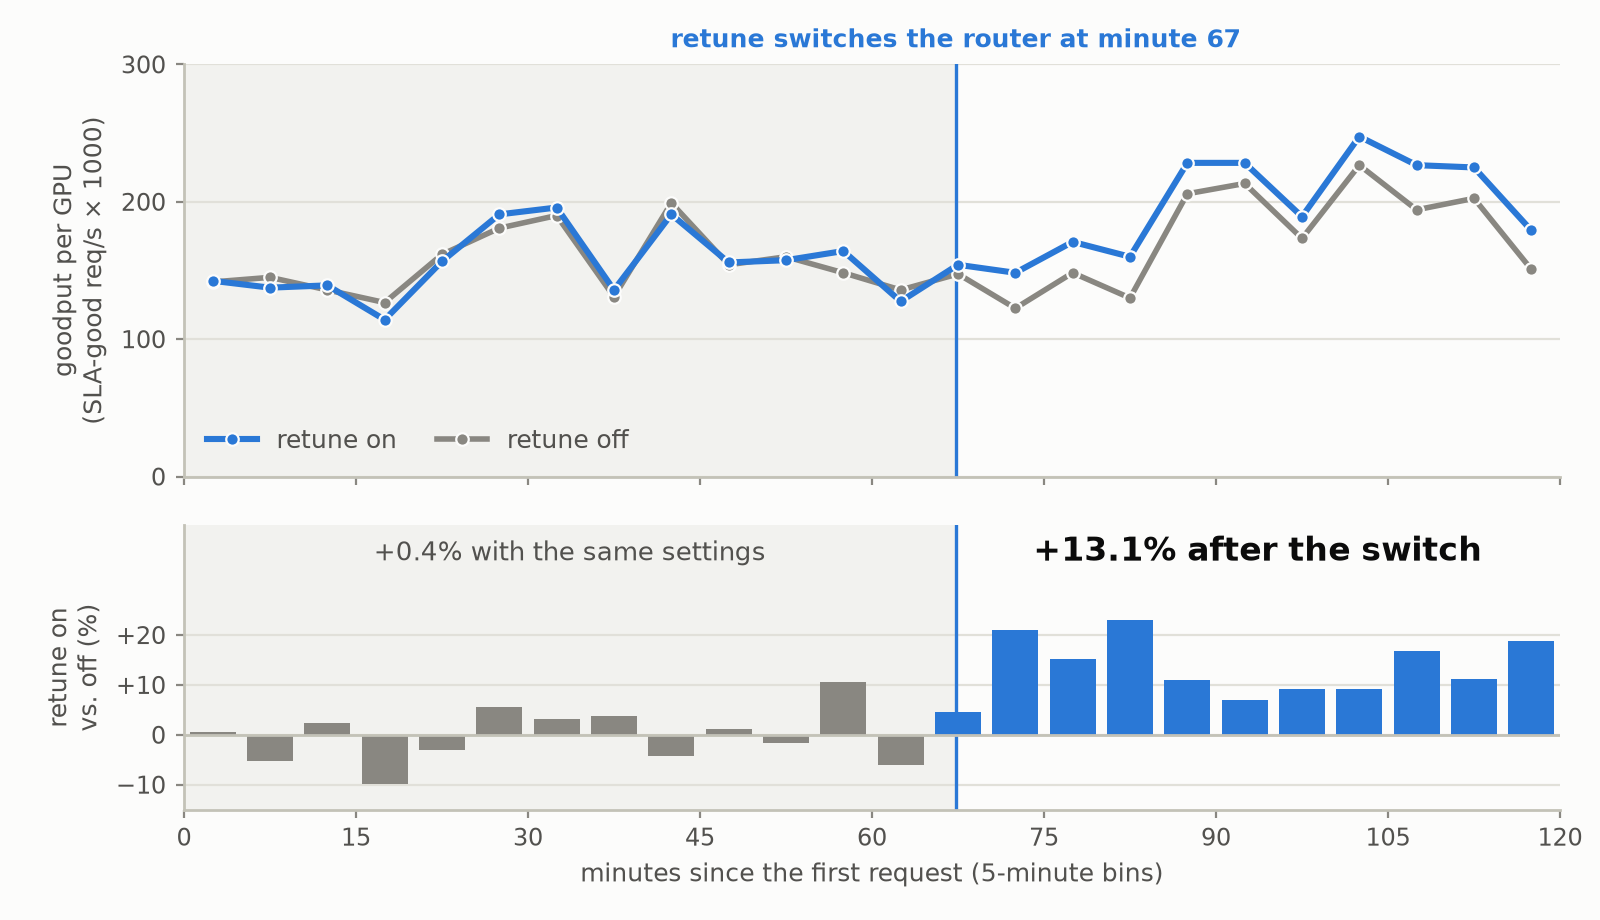 retune switches the router at minute 67
300
200
100
0
goodput per GPU
(SLA-good req/s × 1000)
retune on
retune off
+0.4% with the same settings
+13.1% after the switch
retune on
vs. off (%)
+20
+10
0
−10
0 15 30 45 60 75 90 105 120
minutes since the first request (5-minute bins)